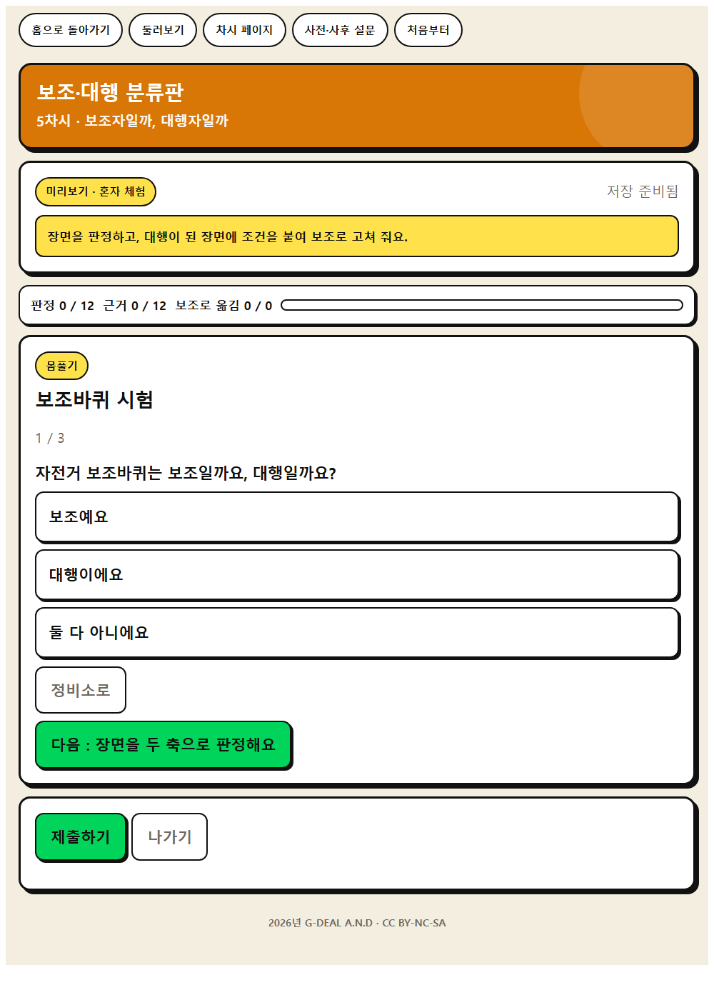 홈으로 돌아가기
둘러보기
차시 페이지
사전·사후 설문
처음부터
보조·대행 분류판
5차시 · 보조자일까, 대행자일까
미리보기 · 혼자 체험
저장 준비됨
장면을 판정하고, 대행이 된 장면에 조건을 붙여 보조로 고쳐 줘요.
판정 0 / 12 근거 0 / 12 보조로 옮김 0 / 0
몸풀기
보조바퀴 시험
1 / 3
자전거 보조바퀴는 보조일까요, 대행일까요?
보조예요
대행이에요
둘 다 아니에요
정비소로
다음 : 장면을 두 축으로 판정해요
제출하기
나가기
2026년 G-DEAL A.N.D · CC BY-NC-SA